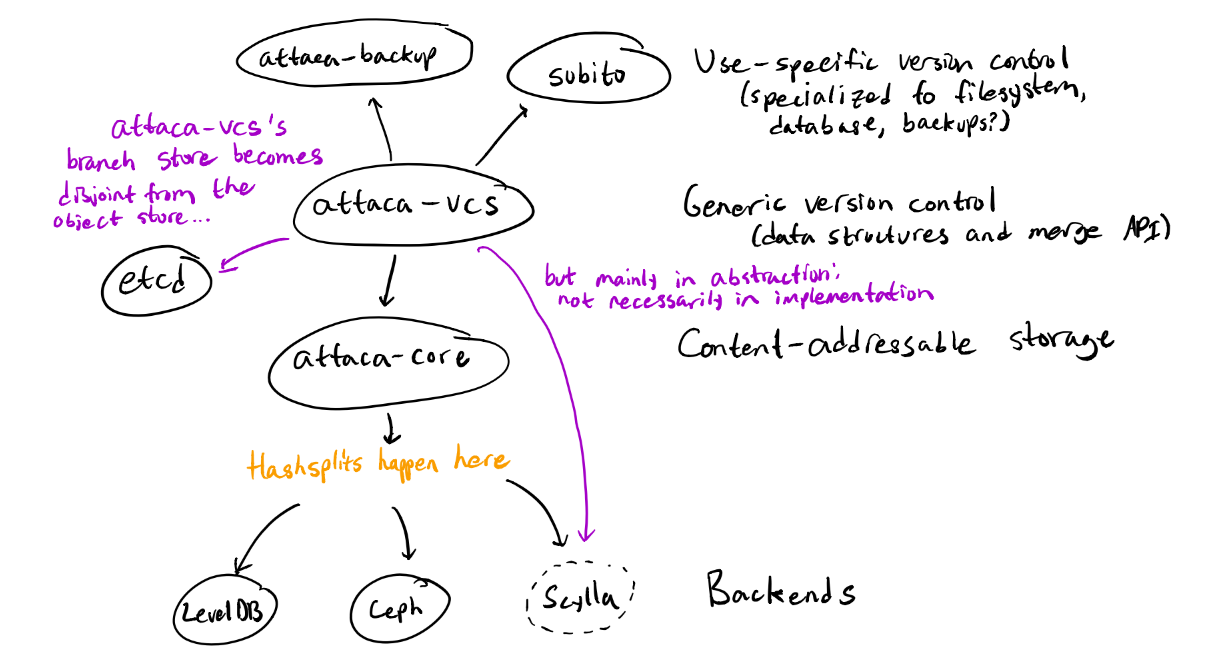 attaca-backup
subito
Use-specific version control
(specialized to filesystem,
database, backups?)
attaca-vcs's
branch store becomes
disjoint from the
object store...
attaca-vcs
Generic version control
(data structures and merge API)
etcd
but mainly in abstraction;
not necessarily in implementation
attaca-core
Content-addressable storage
Hashsplits happen here
LevelDB
Ceph
Scylla
Backends